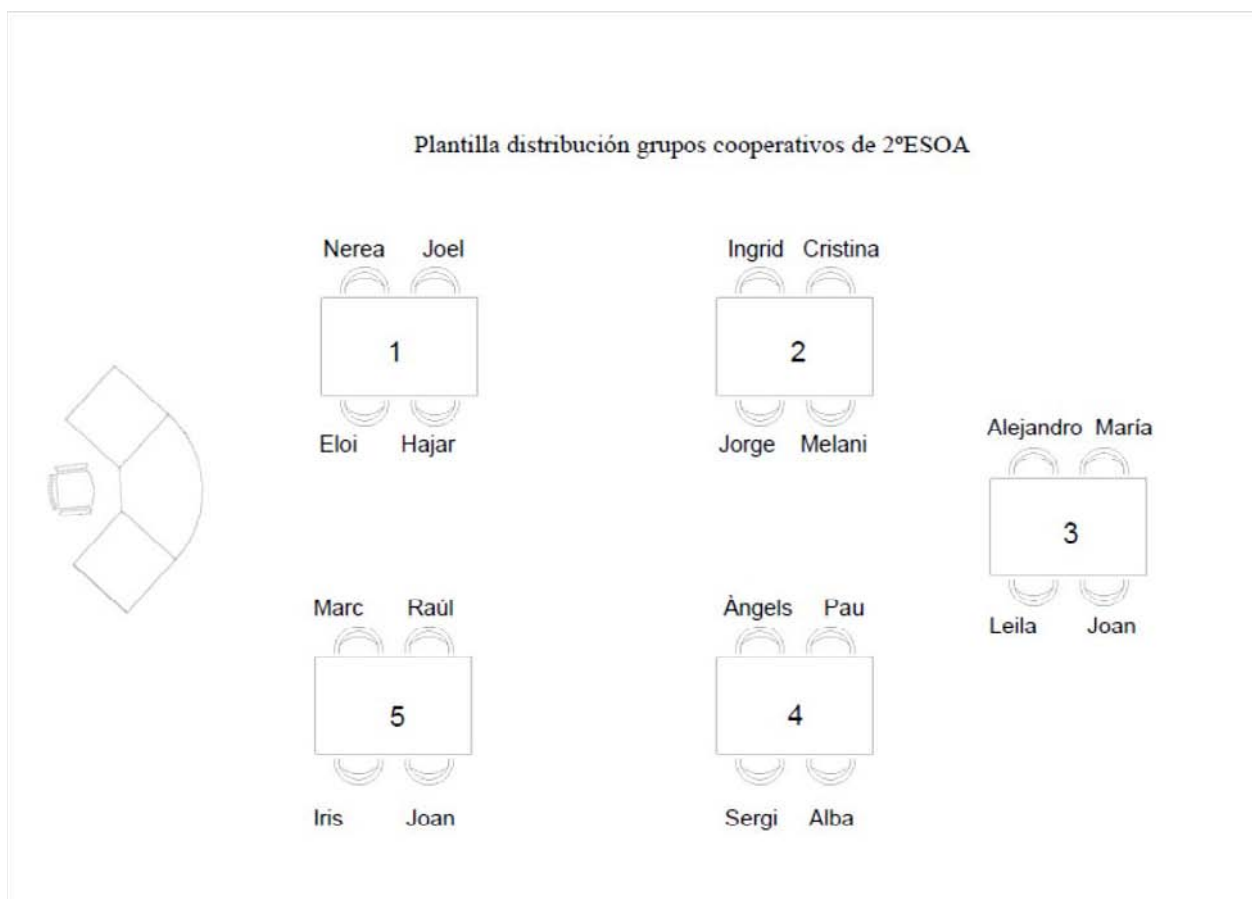 Plantilla distribución grupos cooperativos de 2ºESOA
Nerea Joel
1
Eloi Hajar
Ingrid Cristina
2
Jorge Melani
Alejandro María
3
Leila Joan
Marc Raúl
5
Iris Joan
Àngels Pau
4
Sergi Alba